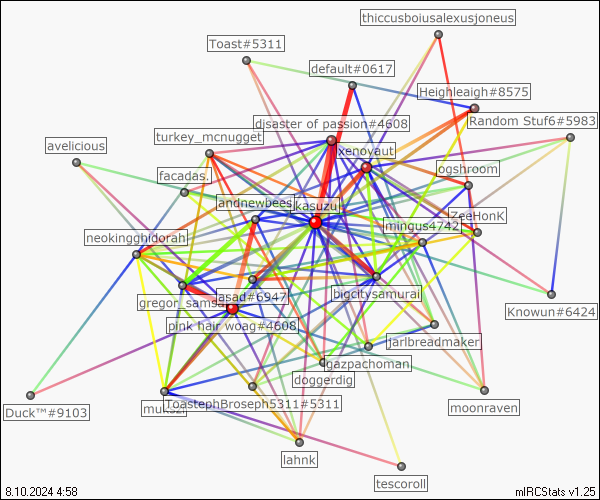 thiccusboiusalexusjoneus
Toast#5311
default#0617
Heighleaigh#8575
Random Stuf6#5983
disaster of passion#4608
turkey_mcnugget
avelicious
xenovaut
facadas.
ogshroom
andnewbees
kasuzu
ZeeHonK
mingus4742
neokingghidorah
asad#6947
bigcitysamurai
gregor_samsa
Knowun#6424
pink hair woag#4608
jarlbreadmaker
gazpachoman
doggerdig
ToastephBroseph5311#5311
moonraven
Duck™#9103
lahnk
tescoroll
8.10.2024 4:58
mIRCStats v1.25